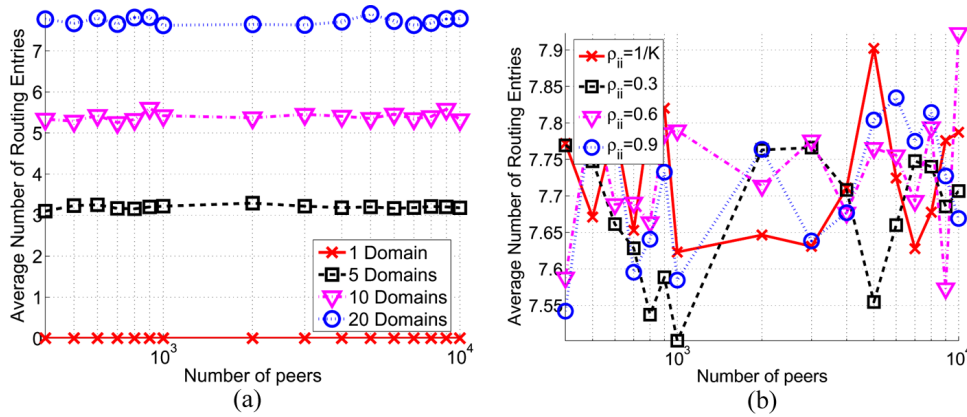 7
6
5
4
3
2
1
0
Average Number of Routing Entries
1 Domain
5 Domains
10 Domains
20 Domains
10^3
10^4
Number of peers
(a)
7.9
7.85
7.8
7.75
7.7
7.65
7.6
7.55
Average Number of Routing Entries
ρii=1/K
ρii=0.3
ρii=0.6
ρii=0.9
10^3
10^4
Number of peers
(b)